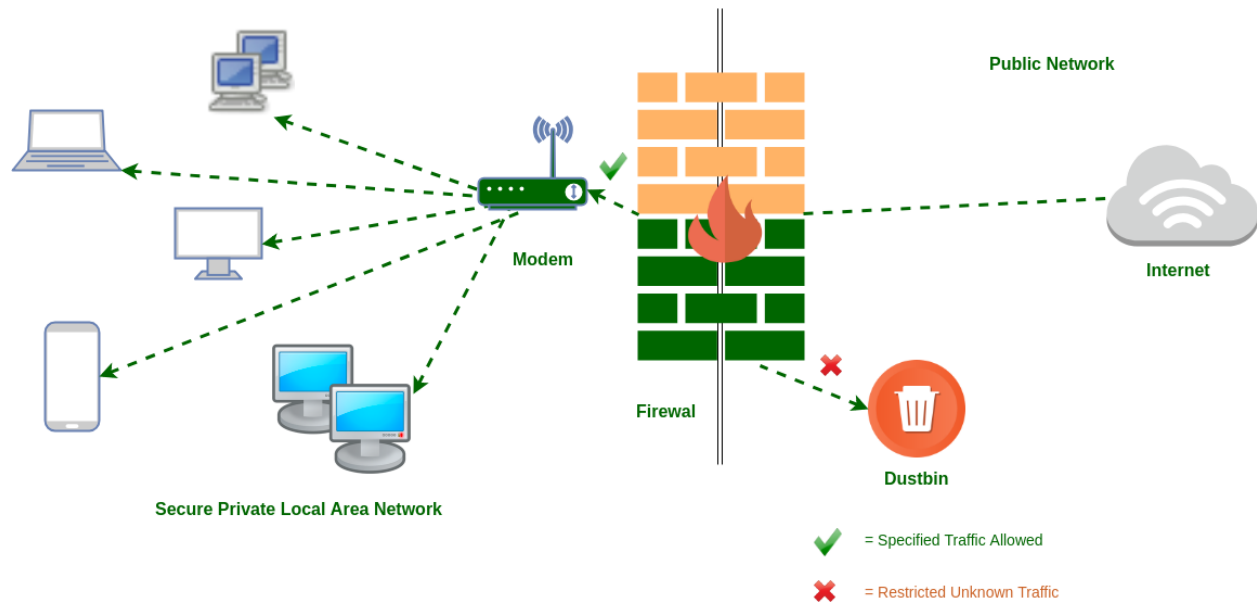 Public Network
Modem
Internet
Firewal
Dustbin
Secure Private Local Area Network
= Specified Traffic Allowed
= Restricted Unknown Traffic